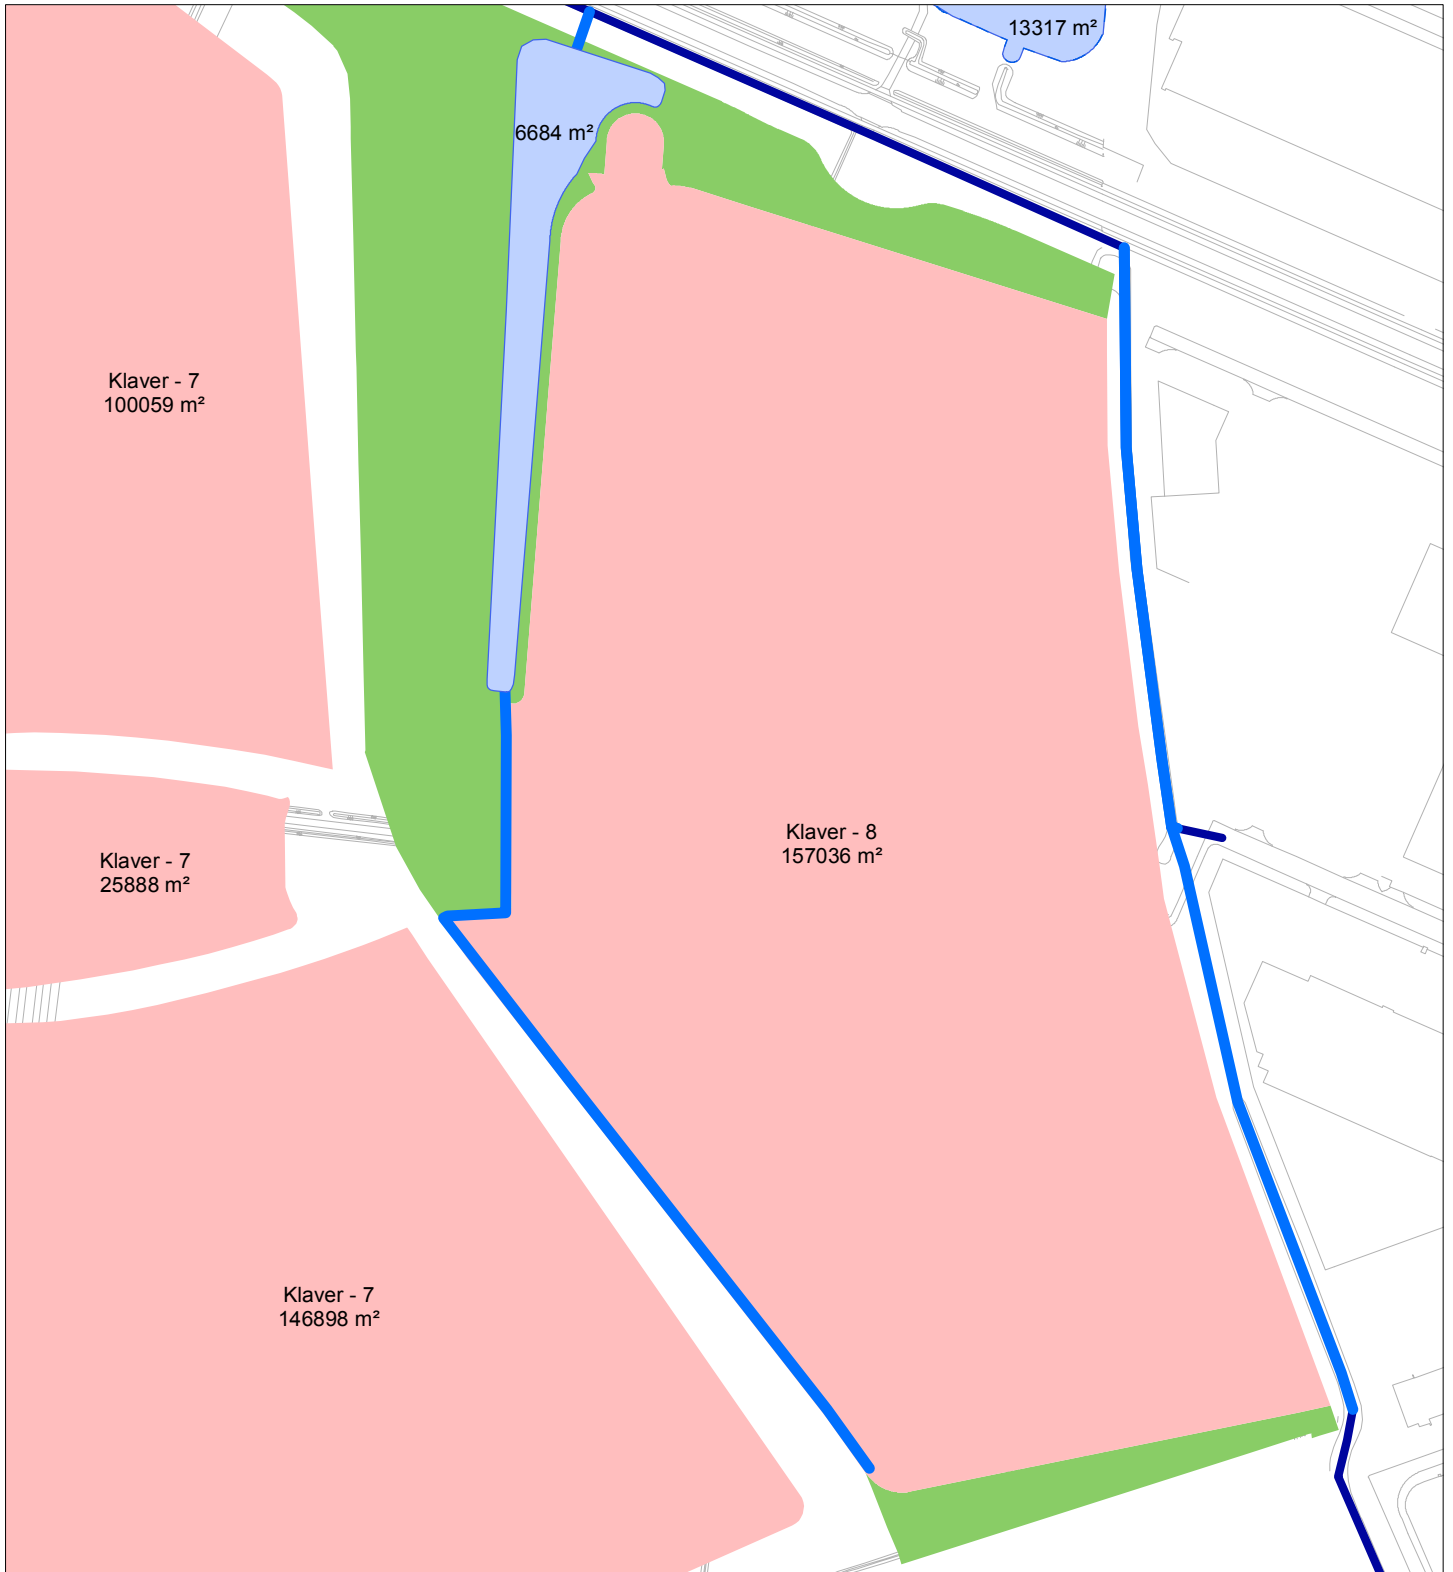 13317 m²
6684 m²
Klaver - 7
100059 m²
Klaver - 8
157036 m²
Klaver - 7
25888 m²
Klaver - 7
146898 m²